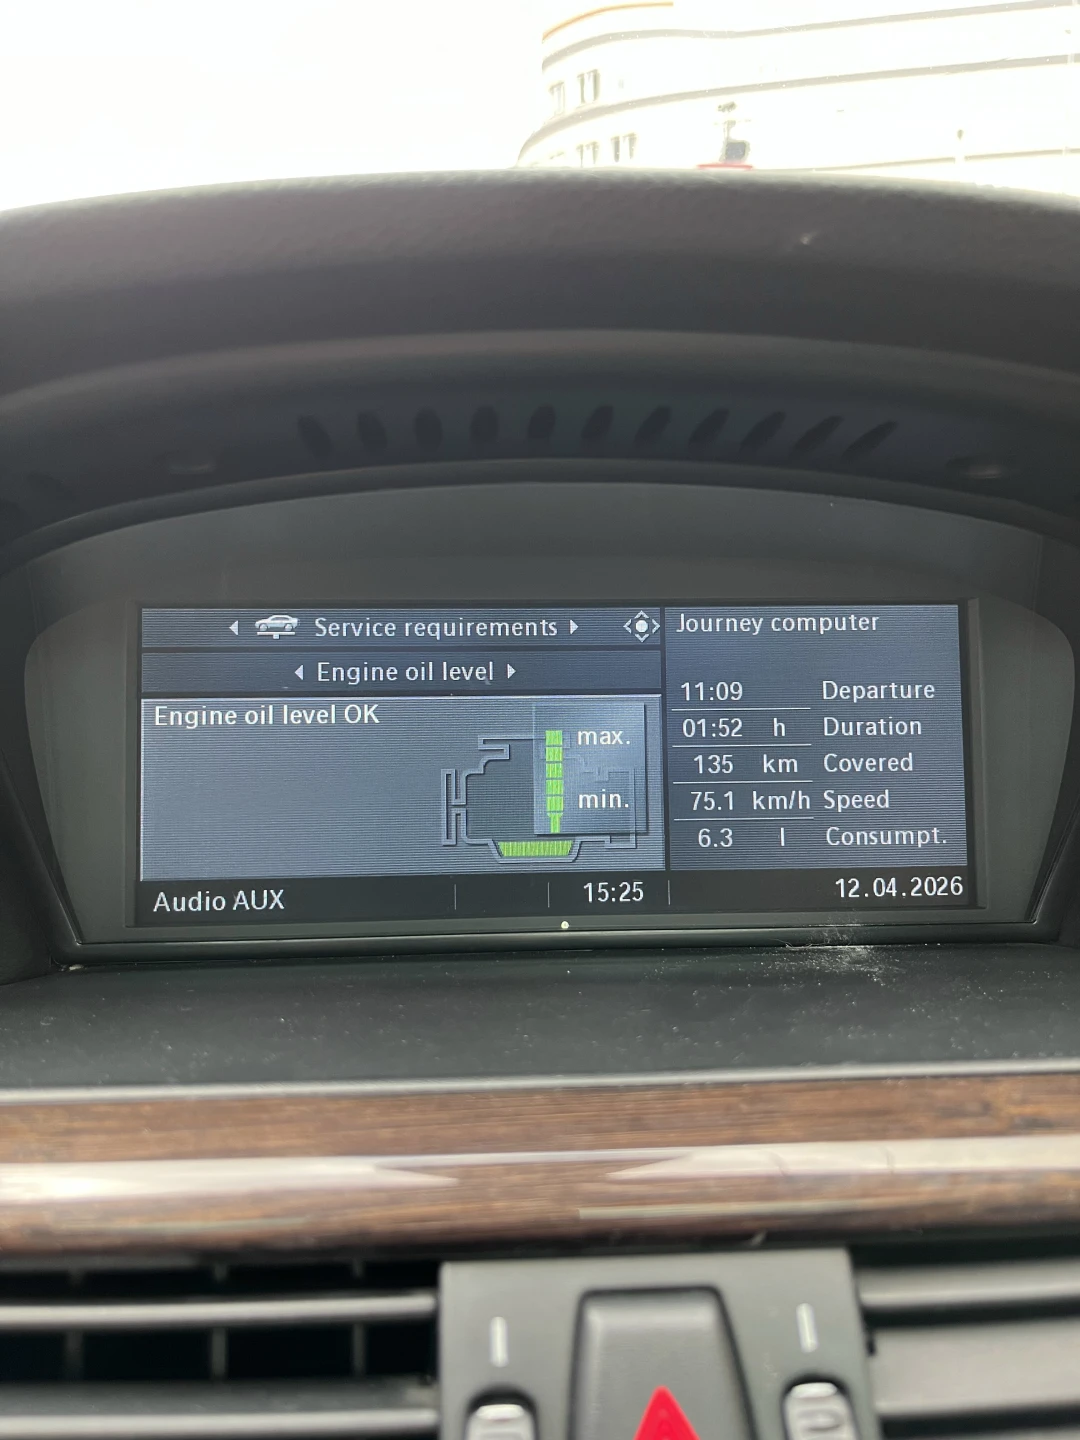 Service requirements
Engine oil level
Engine oil level OK
max.
min.
Journey computer
11:09 Departure
01:52 h Duration
135 km Covered
75.1 km/h Speed
6.3 l Consumpt.
Audio AUX 15:25 12.04.2026